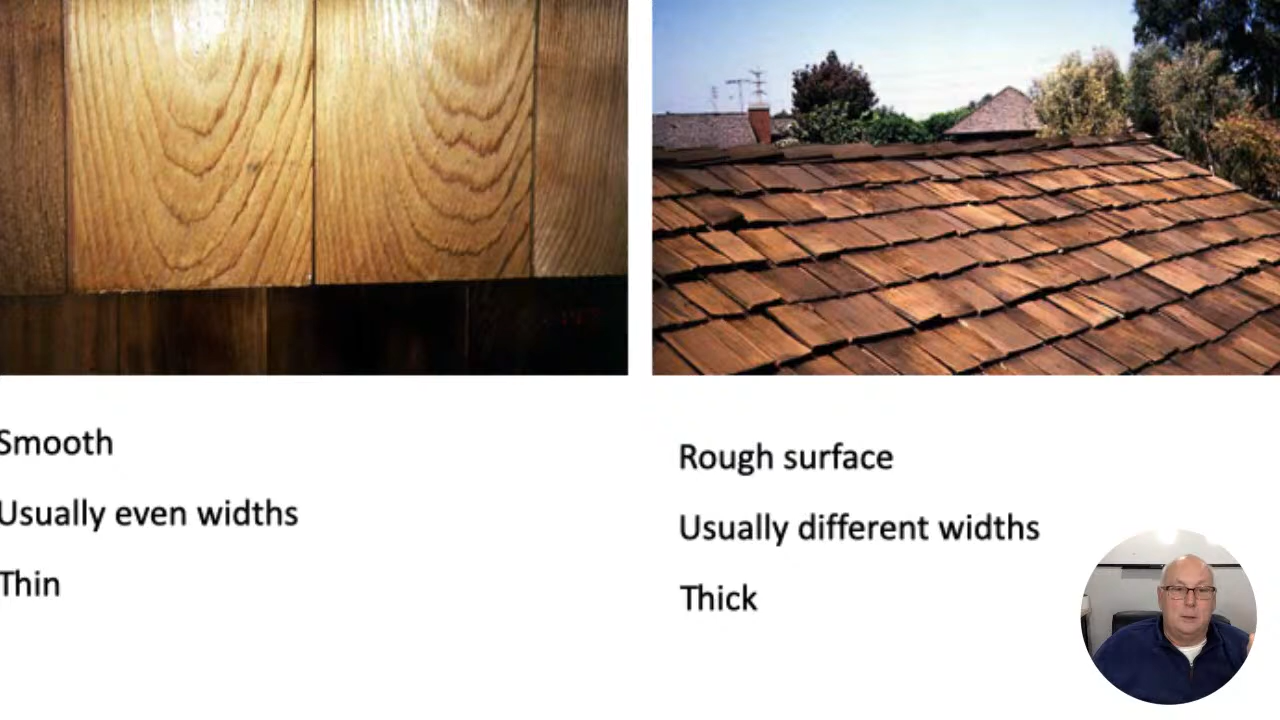 Smooth
Usually even widths
Thin
Rough surface
Usually different widths
Thick